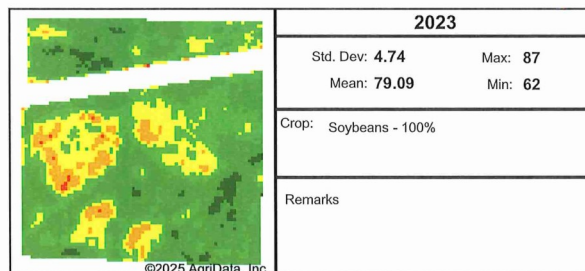 2023
Std. Dev: 4.74 Max: 87
Mean: 79.09 Min: 62
Crop: Soybeans - 100%
Remarks
©2025 AgriData, Inc